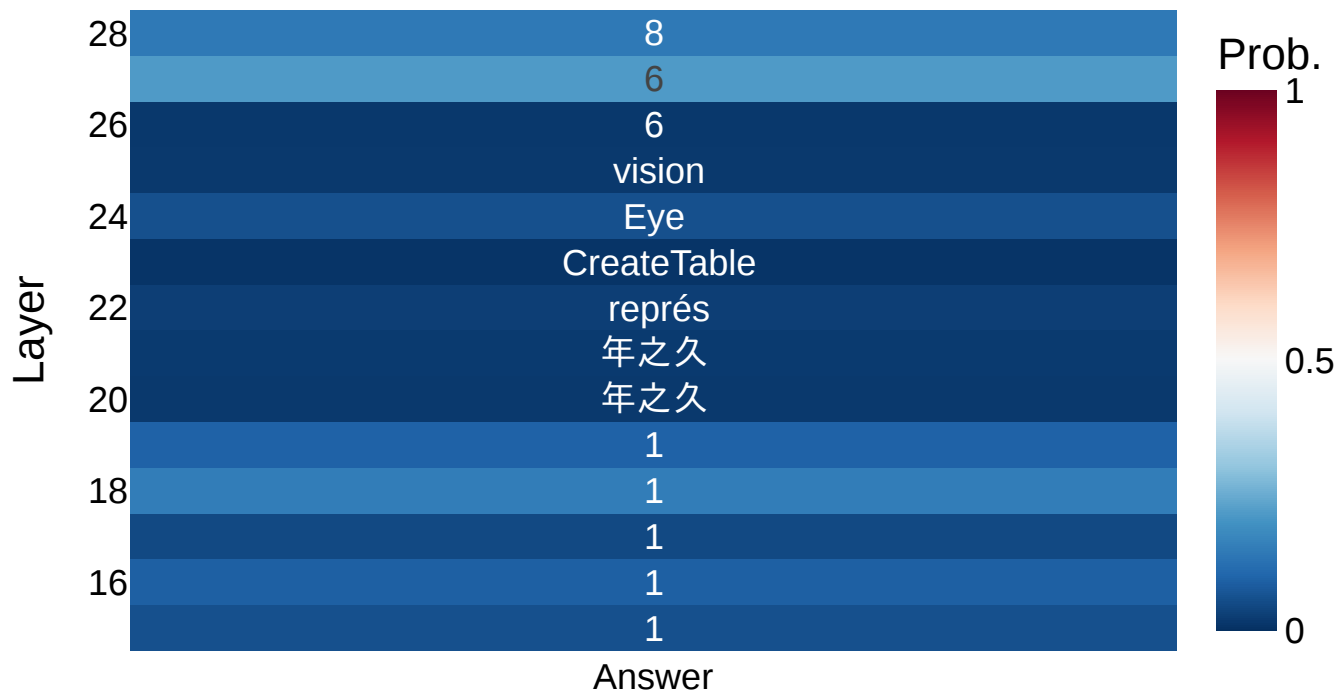 28
8
Prob.
6
1
26
6
vision
24
Eye
CreateTable
Layer
22
représ
年之久
0.5
20
年之久
1
18
1
1
16
1
0
1
Answer